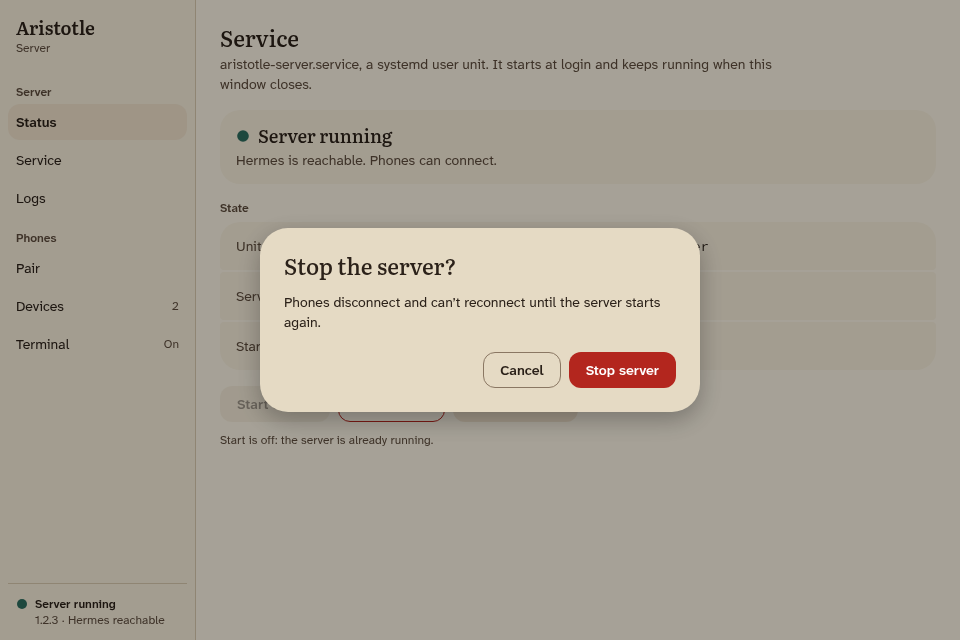 Aristotle
Server
Server
Status
Service
Logs
Phones
Pair
Devices 2
Terminal On
Server running
1.2.3 · Hermes reachable
Service
aristotle-server.service, a systemd user unit. It starts at login and keeps running when this
window closes.
Server running
Hermes is reachable. Phones can connect.
State
Unit
Stop the server?
Phones disconnect and can't reconnect until the server starts
again.
Cancel
Stop server
Start
Start is off: the server is already running.